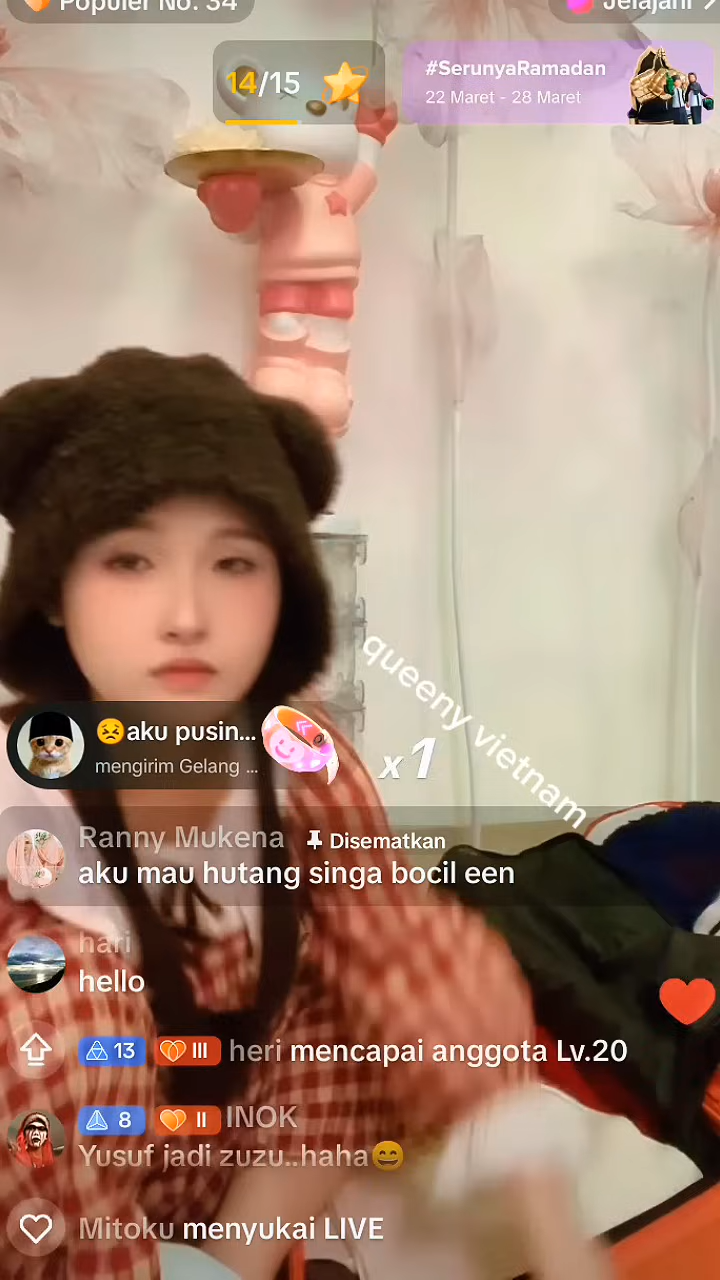 Populer No. 34
Jelajahi >
14/15
#SerunyaRamadan
22 Maret - 28 Maret
queeny vietnam
😣aku pusin...
mengirim Gelang ...
x1
Ranny Mukena Disematkan
aku mau hutang singa bocil een
hari
hello
13 III heri mencapai anggota Lv.20
8 II INOK
Yusuf jadi zuzu..haha😄
Mitoku menyukai LIVE